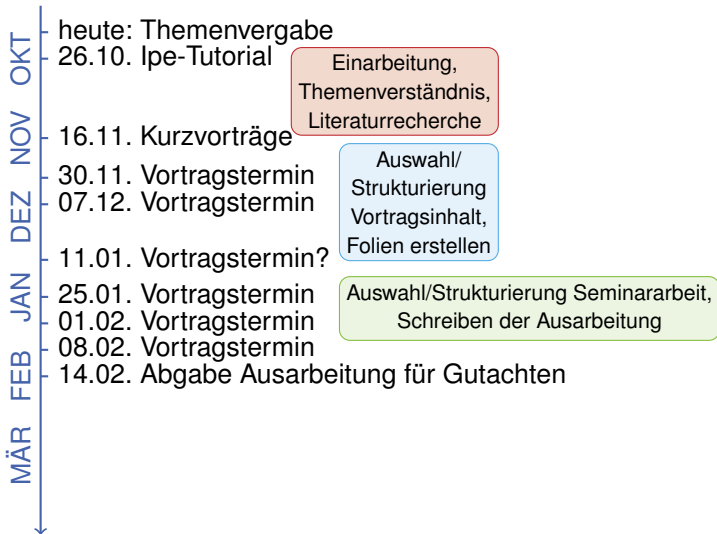 OKT
NOV
DEZ
JAN
FEB
MÄR
heute: Themenvergabe
26.10. Ipe-Tutorial
Einarbeitung,
Themenverständnis,
Literaturrecherche
16.11. Kurzvorträge
30.11. Vortragstermin
07.12. Vortragstermin
Auswahl/
Strukturierung
Vortragsinhalt,
Folien erstellen
11.01. Vortragstermin?
25.01. Vortragstermin
01.02. Vortragstermin
08.02. Vortragstermin
Auswahl/Strukturierung Seminararbeit,
Schreiben der Ausarbeitung
14.02. Abgabe Ausarbeitung für Gutachten